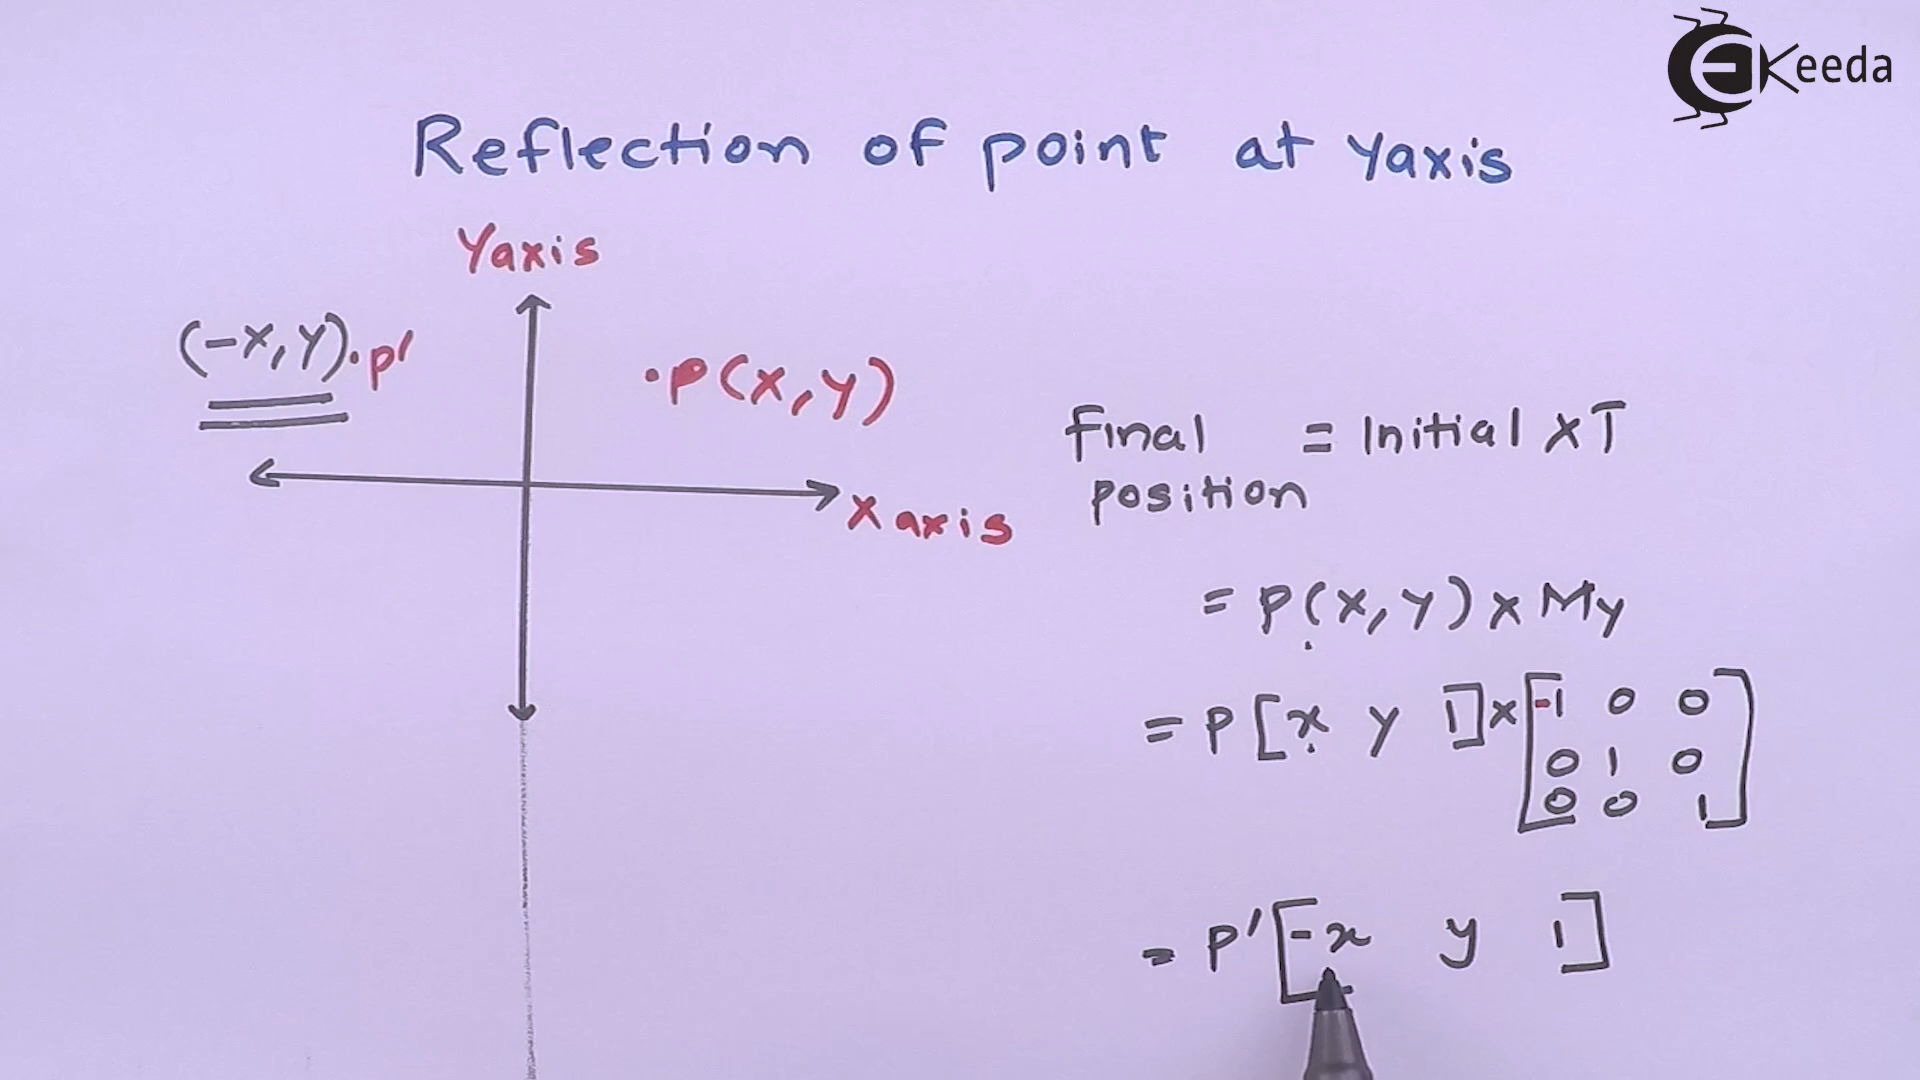 EKeeda
Reflection of point at Yaxis
Yaxis
(-X,Y).p'
.P(X,Y)
X axis
final = Initial X T
position
= P(X,Y) X My
= P [x y 1] X [-1 0 0
0 1 0
0 0 1]
= P' [-x y 1]